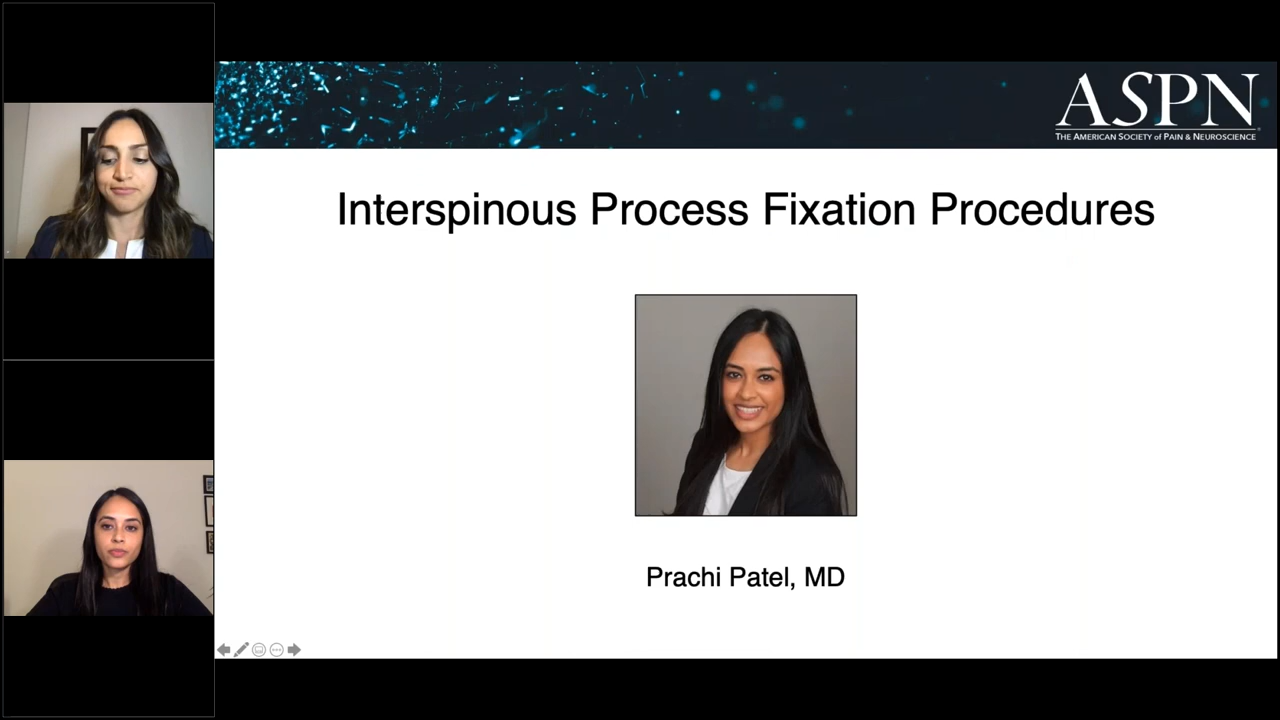 ASPN
THE AMERICAN SOCIETY of PAIN & NEUROSCIENCE
Interspinous Process Fixation Procedures
Prachi Patel, MD